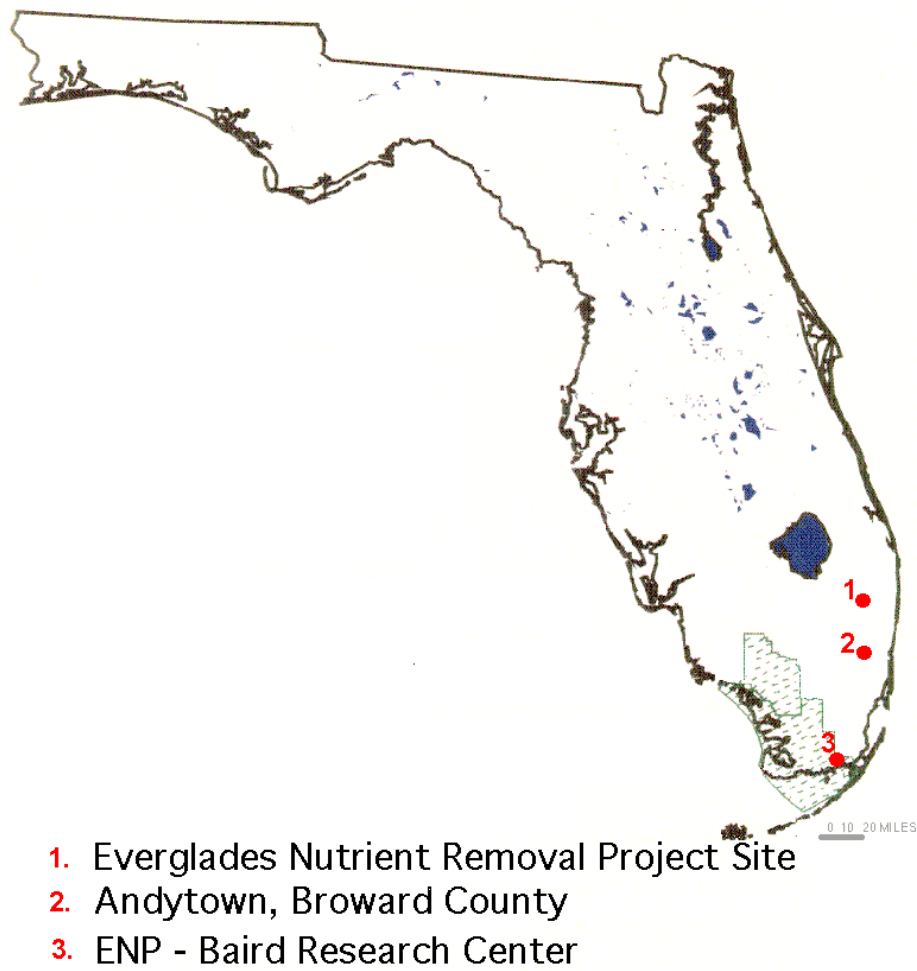 1
2
3
0 10 20 MILES
1. Everglades Nutrient Removal Project Site
2. Andytown, Broward County
3. ENP - Baird Research Center